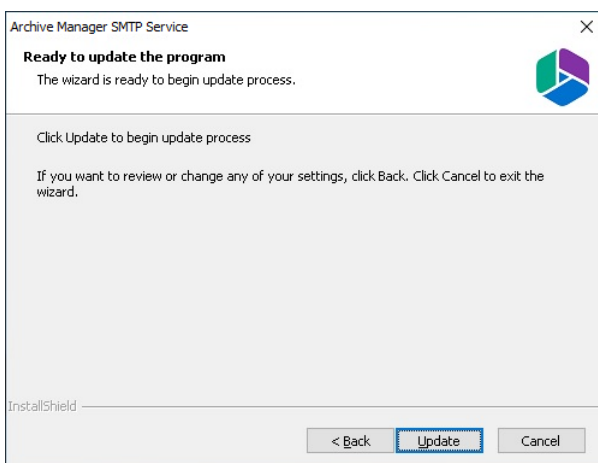 Archive Manager SMTP Service
Ready to update the program
The wizard is ready to begin update process.
Click Update to begin update process
If you want to review or change any of your settings, click Back. Click Cancel to exit the
wizard.
InstallShield
< Back Update Cancel